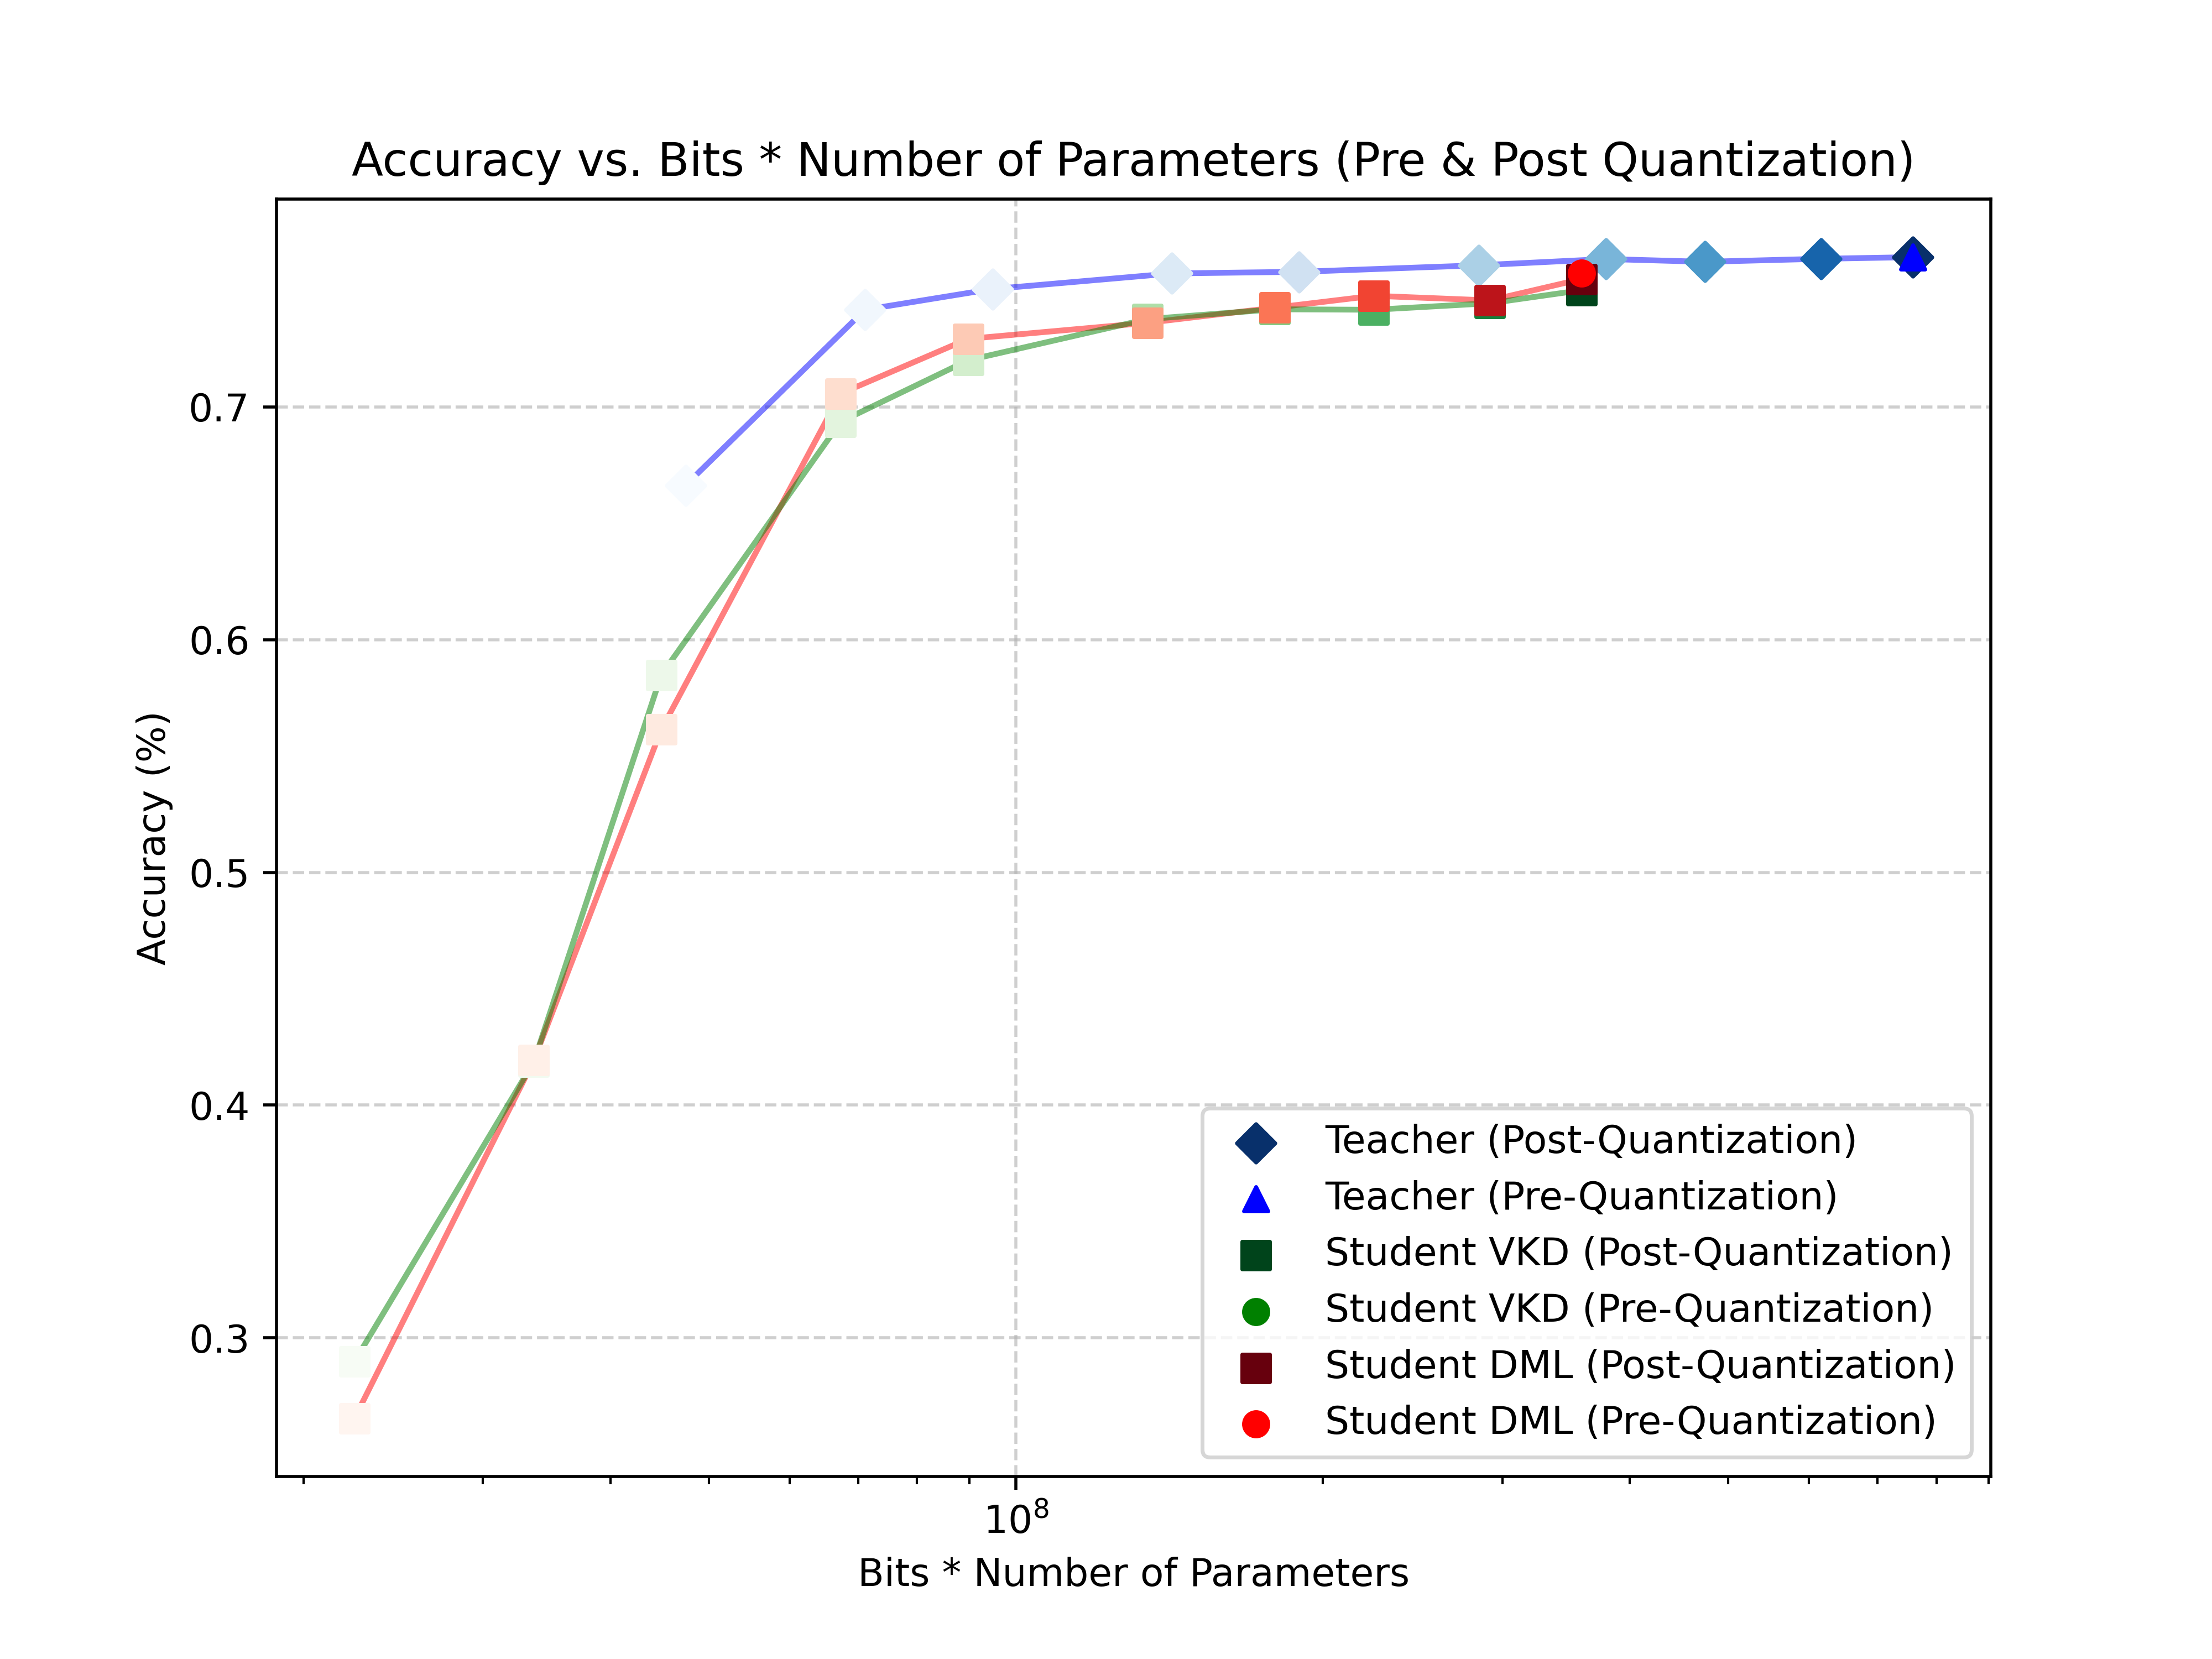 Accuracy vs. Bits * Number of Parameters (Pre & Post Quantization)
Accuracy (%)
0.7
0.6
0.5
0.4
0.3
Teacher (Post-Quantization)
Teacher (Pre-Quantization)
Student VKD (Post-Quantization)
Student VKD (Pre-Quantization)
Student DML (Post-Quantization)
Student DML (Pre-Quantization)
10⁸
Bits * Number of Parameters